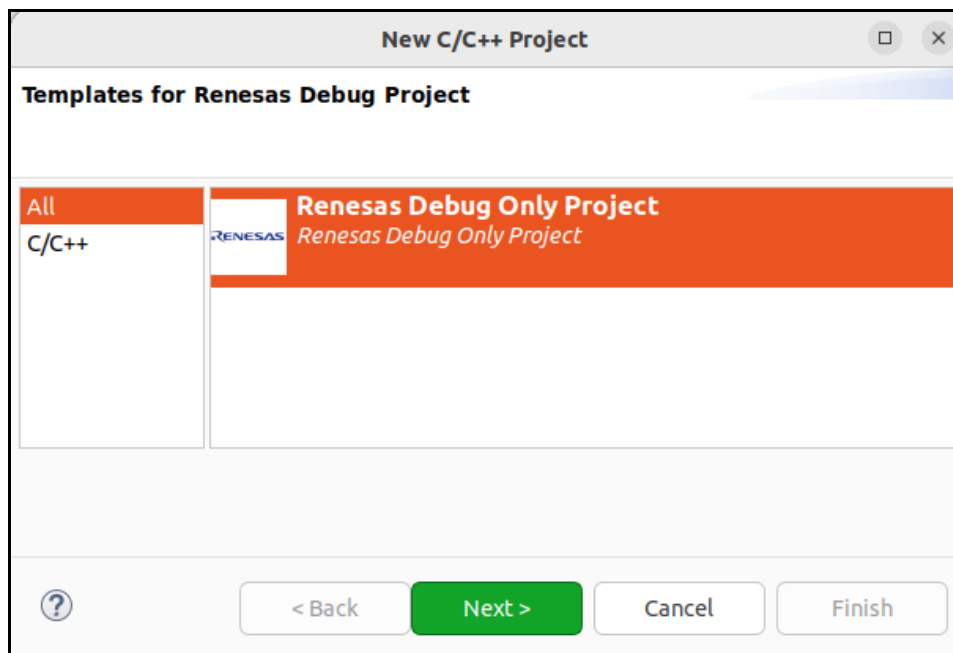 New C/C++ Project
Templates for Renesas Debug Project
All
C/C++
RENESAS
Renesas Debug Only Project
Renesas Debug Only Project
?
< Back
Next >
Cancel
Finish